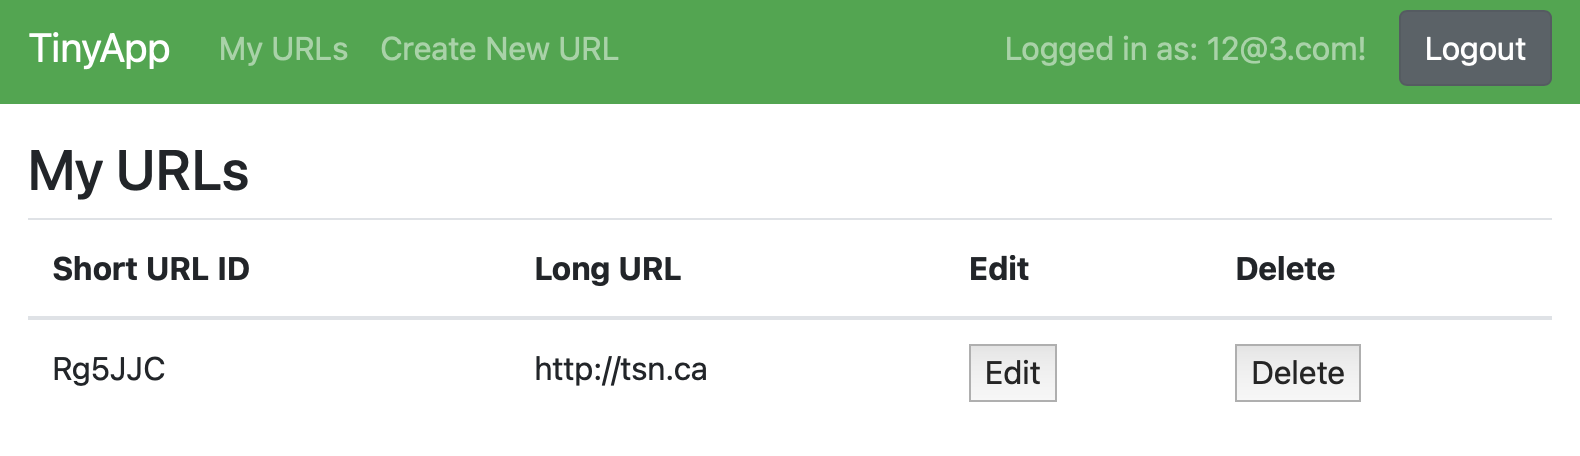 TinyApp My URLs Create New URL Logged in as: 12@3.com! Logout
My URLs
Short URL ID Long URL Edit Delete
Rg5JJC http://tsn.ca Edit Delete